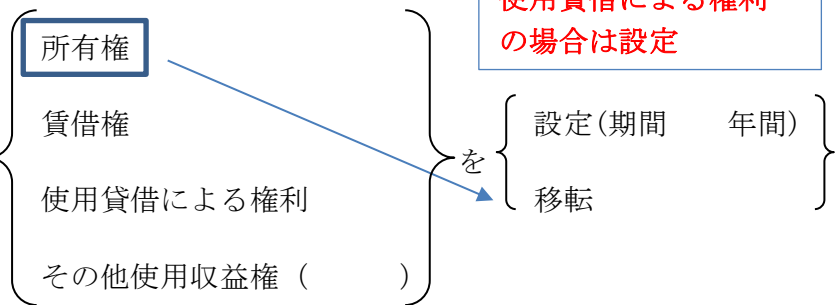 使用貸借による権利
の場合は設定
所有権
賃借権
使用貸借による権利
その他使用収益権（　　　）
を
設定(期間　　年間)
移転